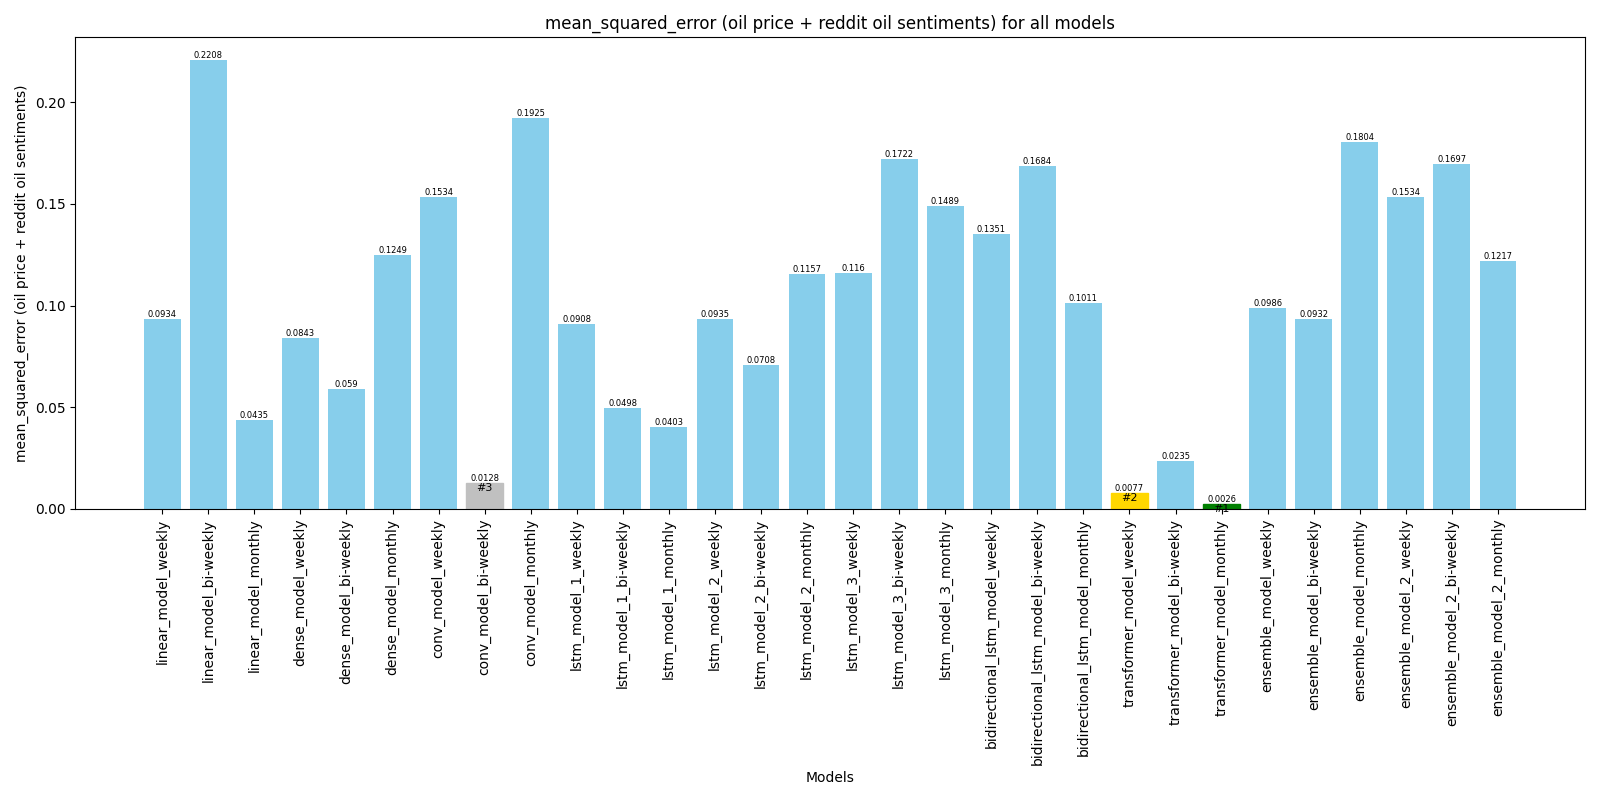 mean_squared_error (oil price + reddit oil sentiments) for all models
mean_squared_error (oil price + reddit oil sentiments)
0.20
0.15
0.10
0.05
0.00
0.0934
0.2208
0.0435
0.0843
0.059
0.1249
0.1534
0.0128
#3
0.1925
0.0908
0.0498
0.0403
0.0935
0.0708
0.1157
0.116
0.1722
0.1489
0.1351
0.1684
0.1011
0.0077
#2
0.0235
0.0026
#1
0.0986
0.0932
0.1804
0.1534
0.1697
0.1217
linear_model_weekly
linear_model_bi-weekly
linear_model_monthly
dense_model_weekly
dense_model_bi-weekly
dense_model_monthly
conv_model_weekly
conv_model_bi-weekly
conv_model_monthly
lstm_model_1_weekly
lstm_model_1_bi-weekly
lstm_model_1_monthly
lstm_model_2_weekly
lstm_model_2_bi-weekly
lstm_model_2_monthly
lstm_model_3_weekly
lstm_model_3_bi-weekly
lstm_model_3_monthly
bidirectional_lstm_model_weekly
bidirectional_lstm_model_bi-weekly
bidirectional_lstm_model_monthly
transformer_model_weekly
transformer_model_bi-weekly
transformer_model_monthly
ensemble_model_weekly
ensemble_model_bi-weekly
ensemble_model_monthly
ensemble_model_2_weekly
ensemble_model_2_bi-weekly
ensemble_model_2_monthly
Models